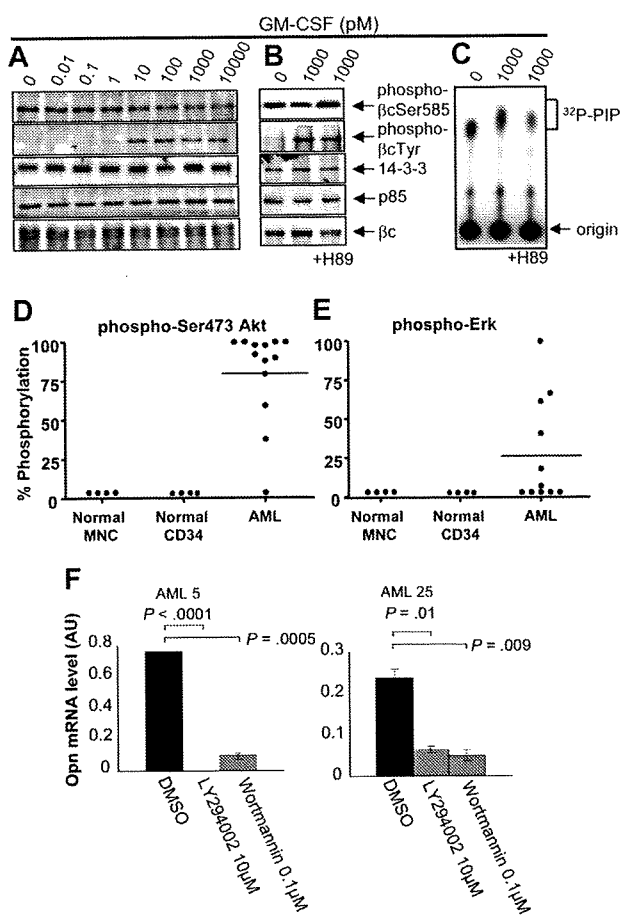 GM-CSF (pM)
A
0 0.01 0.1 1 10 100 1000 10000
B
0 1000 1000
C
0 1000 1000
phospho-
βcSer585
phospho-
βcTyr
14-3-3
p85
βc
+H89
32P-PIP
origin
+H89
D
phospho-Ser473 Akt
E
phospho-Erk
% Phosphorylation
100
75
50
25
0
Normal MNC
Normal CD34
AML
100
75
50
25
0
Normal MNC
Normal CD34
AML
F
AML 5
P < .0001
P = .0005
Opn mRNA level (AU)
0.8
0.6
0.4
0.2
0
DMSO
LY294002 10µM
Wortmannin 0.1µM
AML 25
P = .01
P = .009
0.3
0.2
0.1
0
DMSO
LY294002 10µM
Wortmannin 0.1µM